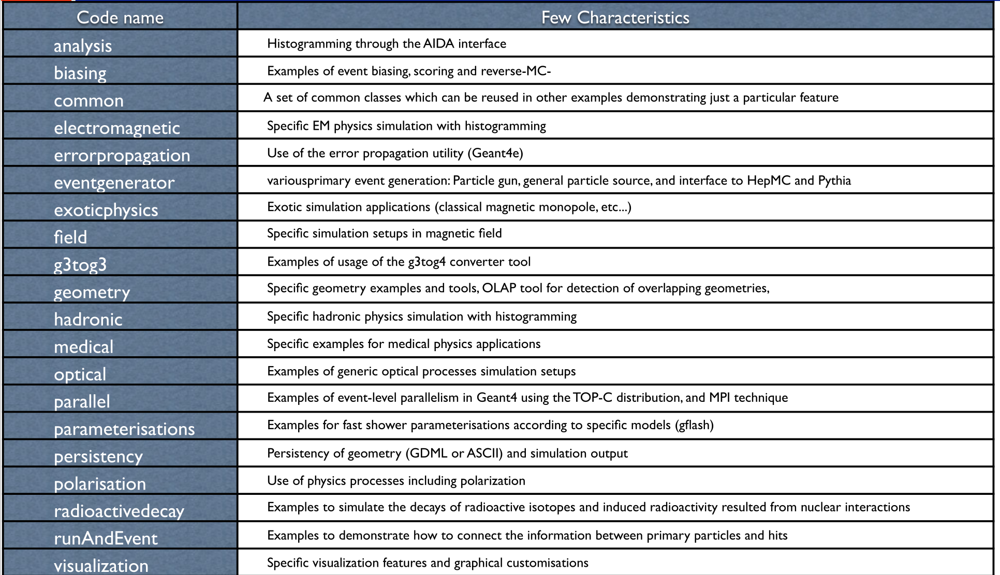 Code name Few Characteristics
analysis Histogramming through the AIDA interface
biasing Examples of event biasing, scoring and reverse-MC-
common A set of common classes which can be reused in other examples demonstrating just a particular feature
electromagnetic Specific EM physics simulation with histogramming
errorpropagation Use of the error propagation utility (Geant4e)
eventgenerator variousprimary event generation: Particle gun, general particle source, and interface to HepMC and Pythia
exoticphysics Exotic simulation applications (classical magnetic monopole, etc...)
field Specific simulation setups in magnetic field
g3tog3 Examples of usage of the g3tog4 converter tool
geometry Specific geometry examples and tools, OLAP tool for detection of overlapping geometries,
hadronic Specific hadronic physics simulation with histogramming
medical Specific examples for medical physics applications
optical Examples of generic optical processes simulation setups
parallel Examples of event-level parallelism in Geant4 using the TOP-C distribution, and MPI technique
parameterisations Examples for fast shower parameterisations according to specific models (gflash)
persistency Persistency of geometry (GDML or ASCII) and simulation output
polarisation Use of physics processes including polarization
radioactivedecay Examples to simulate the decays of radioactive isotopes and induced radioactivity resulted from nuclear interactions
runAndEvent Examples to demonstrate how to connect the information between primary particles and hits
visualization Specific visualization features and graphical customisations